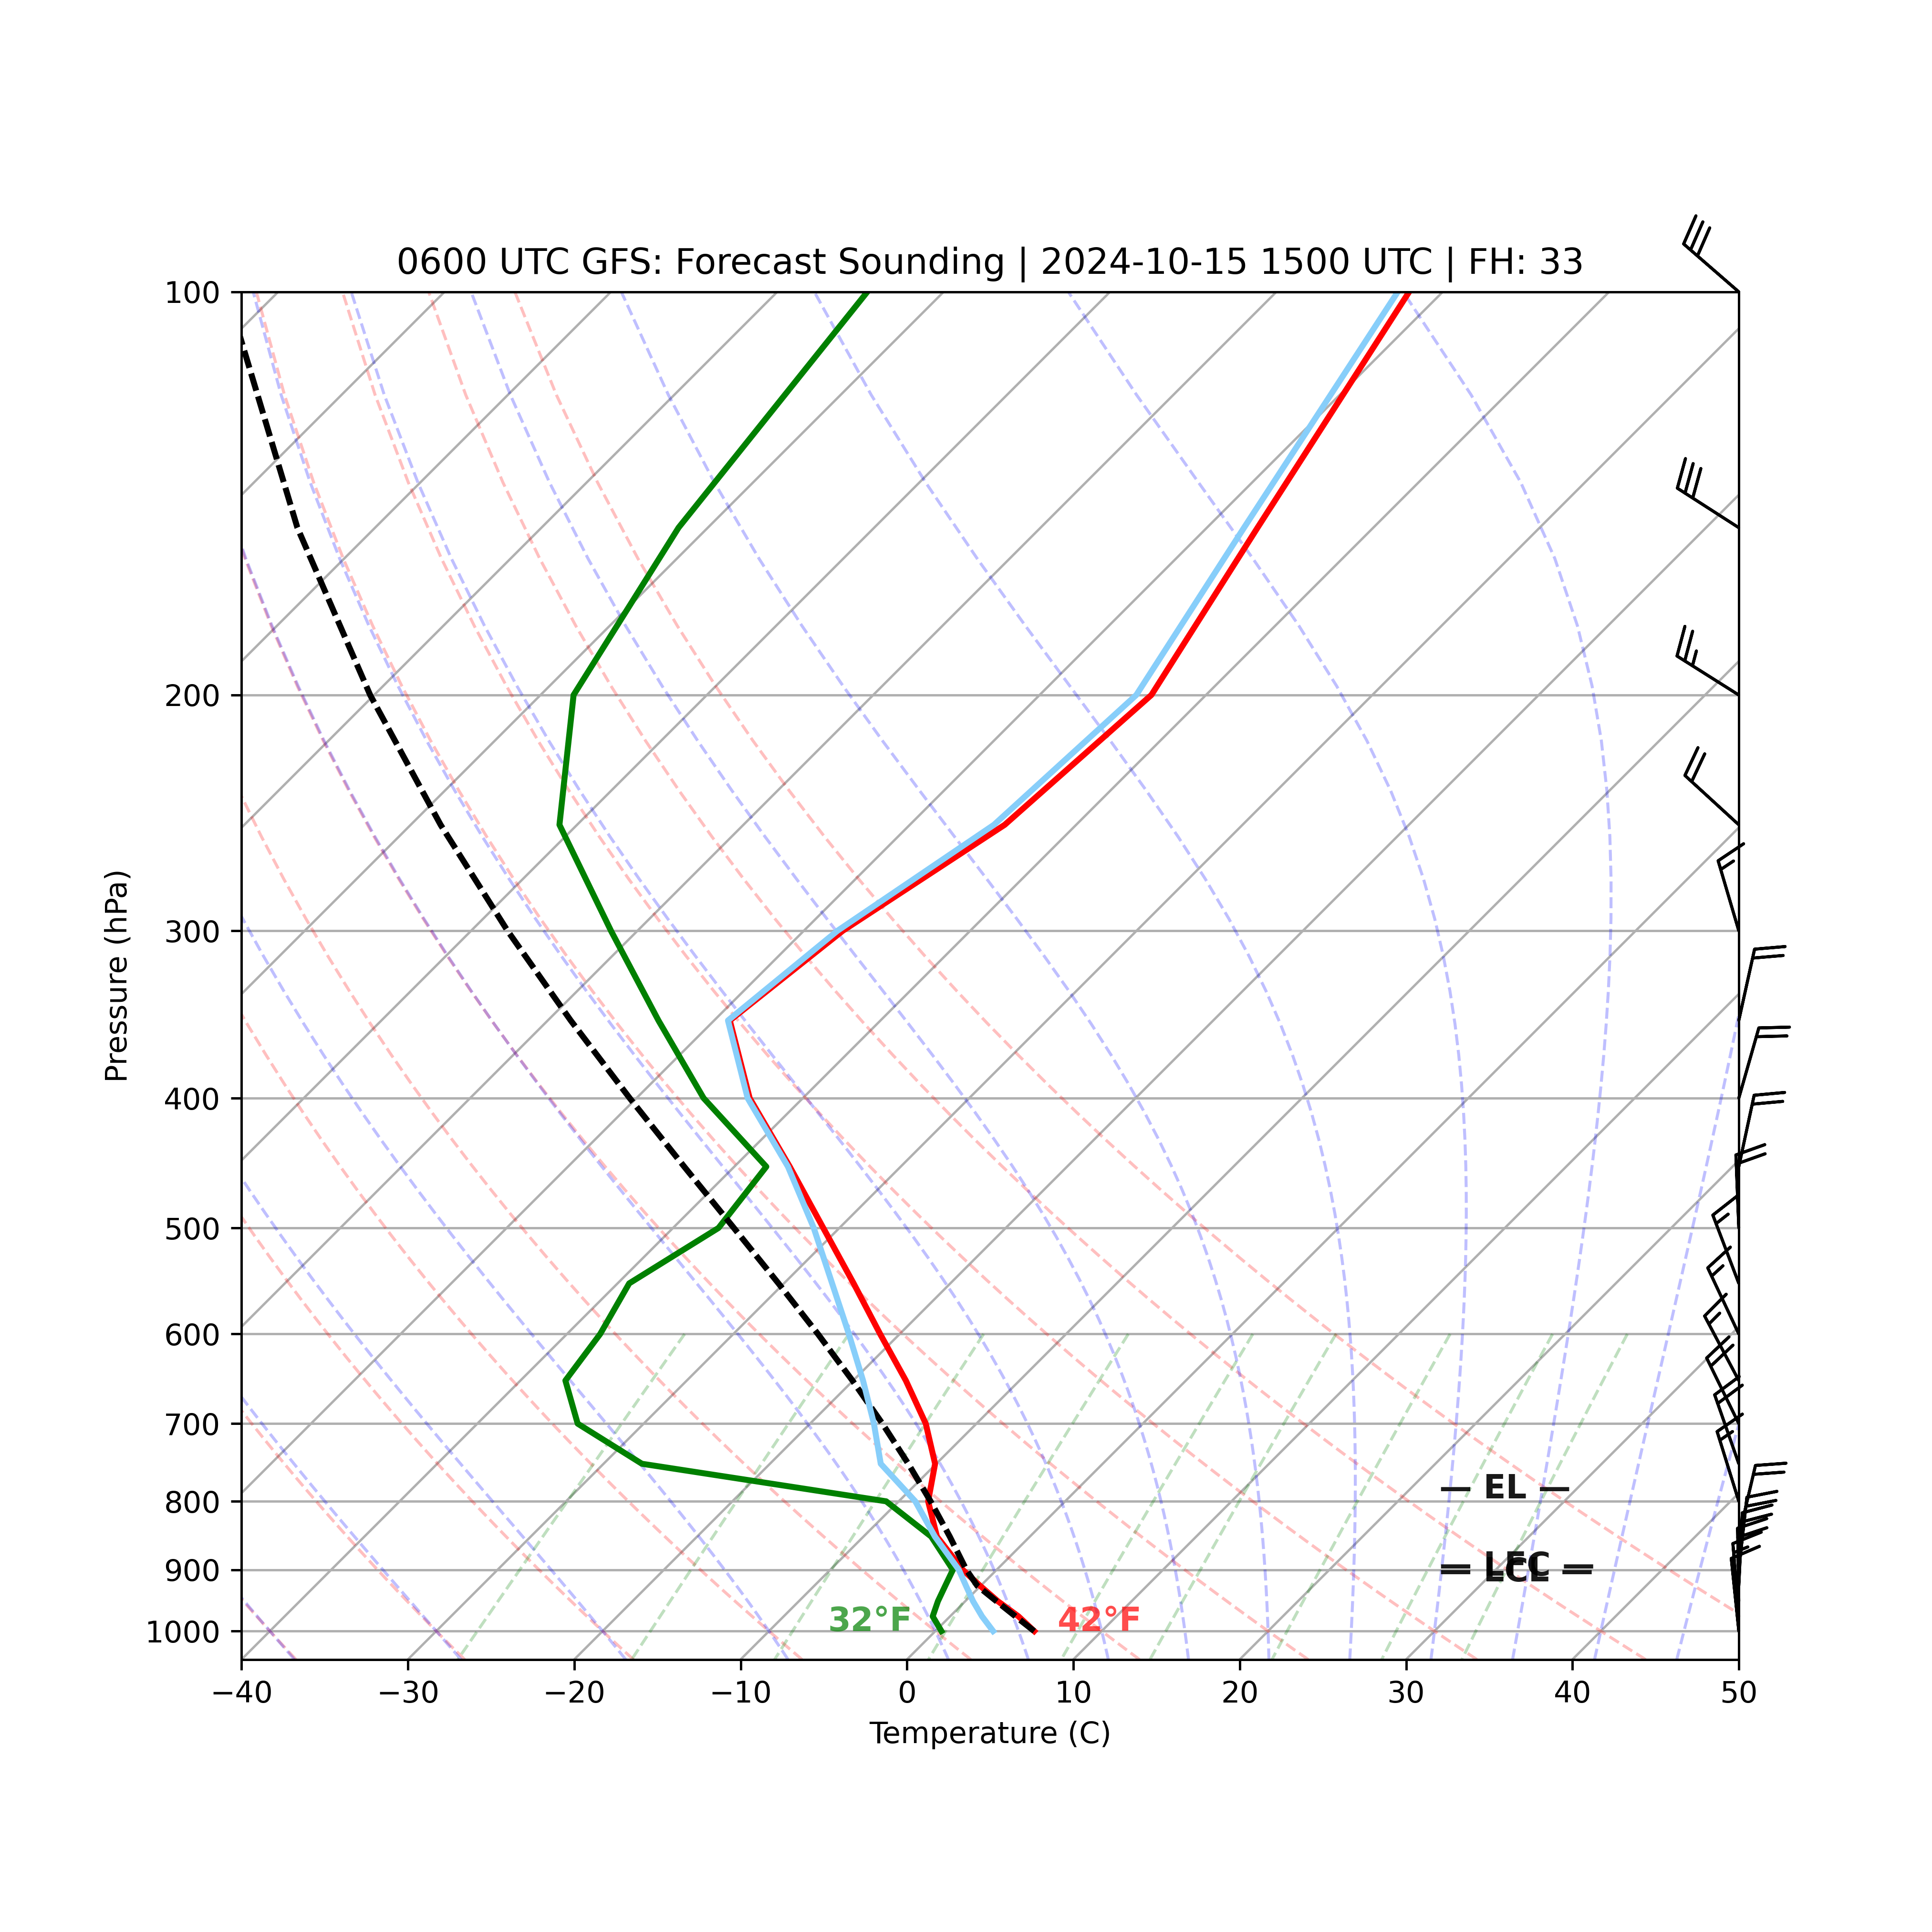 0600 UTC GFS: Forecast Sounding | 2024-10-15 1500 UTC | FH: 33
100
200
300
400
500
600
700
800
900
1000
Pressure (hPa)
— EL —
— LFC —
— LCL —
32°F
42°F
−40
−30
−20
−10
0
10
20
30
40
50
Temperature (C)